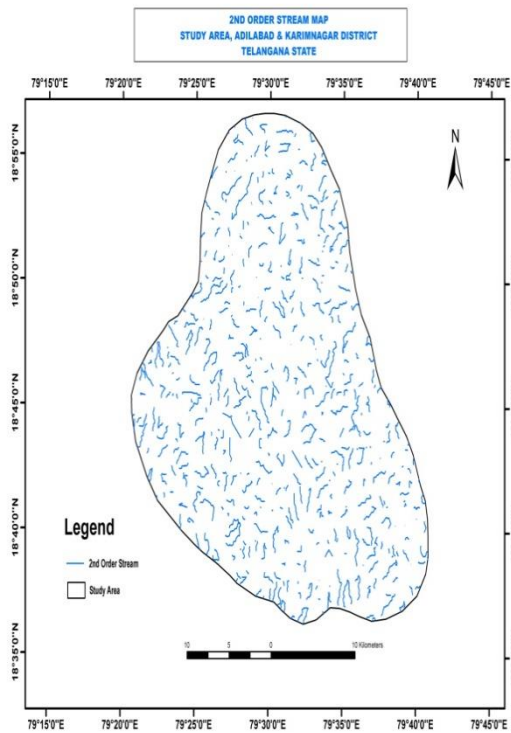 2ND ORDER STREAM MAP
STUDY AREA, ADILABAD & KARIMNAGAR DISTRICT
TELANGANA STATE
79°15'0"E 79°20'0"E 79°25'0"E 79°30'0"E 79°35'0"E 79°40'0"E 79°45'0"E
N
18°55'0"N
18°50'0"N
18°45'0"N
18°40'0"N
18°35'0"N
Legend
2nd Order Stream
Study Area
10 5 0 10 Kilometers
79°15'0"E 79°20'0"E 79°25'0"E 79°30'0"E 79°35'0"E 79°40'0"E 79°45'0"E